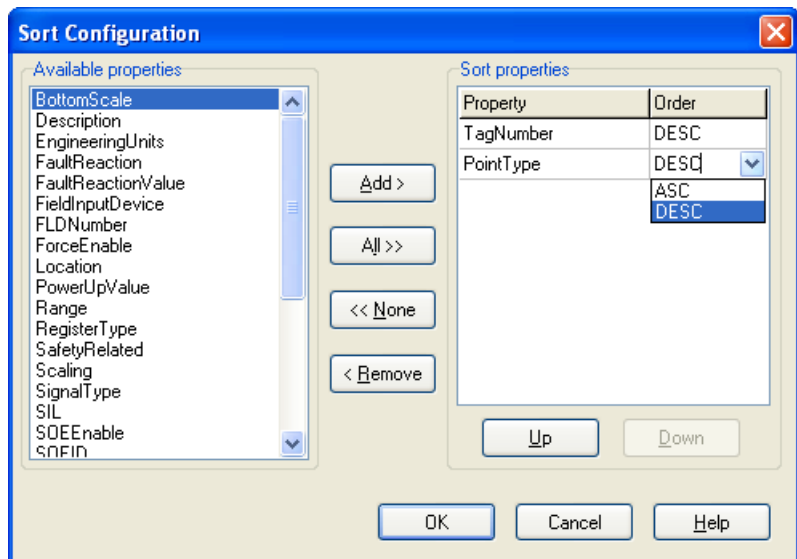 Sort Configuration
Available properties
BottomScale
Description
EngineeringUnits
FaultReaction
FaultReactionValue
FieldInputDevice
FLDNumber
ForceEnable
Location
PowerUpValue
Range
RegisterType
SafetyRelated
Scaling
SignalType
SIL
SOEEnable
SOEID
Add >
All >>
<< None
< Remove
Sort properties
Property Order
TagNumber DESC
PointType DESC
ASC
DESC
Up Down
OK Cancel Help